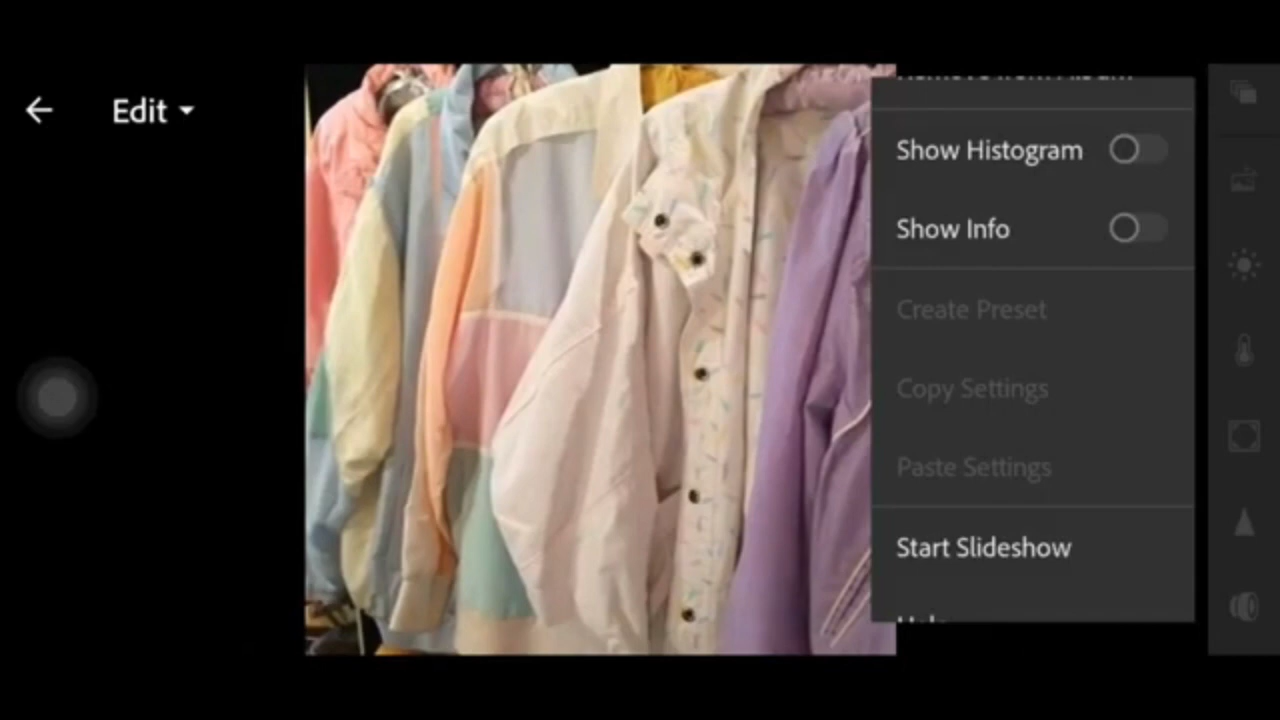 Edit
Show Histogram
Show Info
Create Preset
Copy Settings
Paste Settings
Start Slideshow